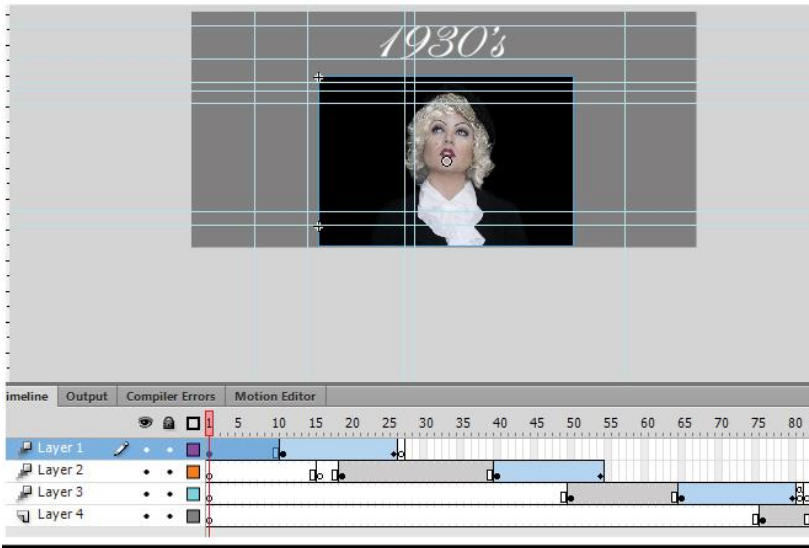 1930's
imeline Output Compiler Errors Motion Editor
1 5 10 15 20 25 30 35 40 45 50 55 60 65 70 75 80
Layer 1
Layer 2
Layer 3
Layer 4